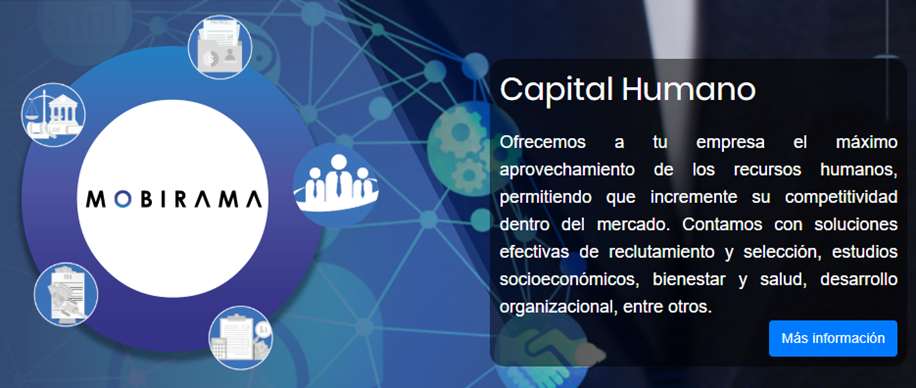 MOBIRAMA
Capital Humano
Ofrecemos a tu empresa el máximo
aprovechamiento de los recursos humanos,
permitiendo que incremente su competitividad
dentro del mercado. Contamos con soluciones
efectivas de reclutamiento y selección, estudios
socioeconómicos, bienestar y salud, desarrollo
organizacional, entre otros.
Más información